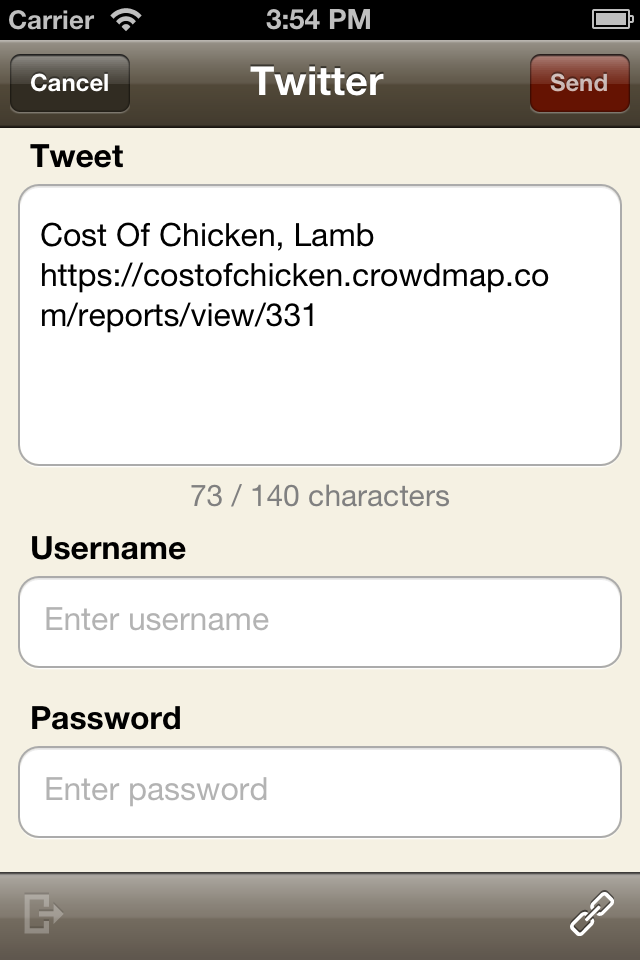 Carrier 3:54 PM
Cancel Twitter Send
Tweet
Cost Of Chicken, Lamb
https://costofchicken.crowdmap.co
m/reports/view/331
73 / 140 characters
Username
Enter username
Password
Enter password